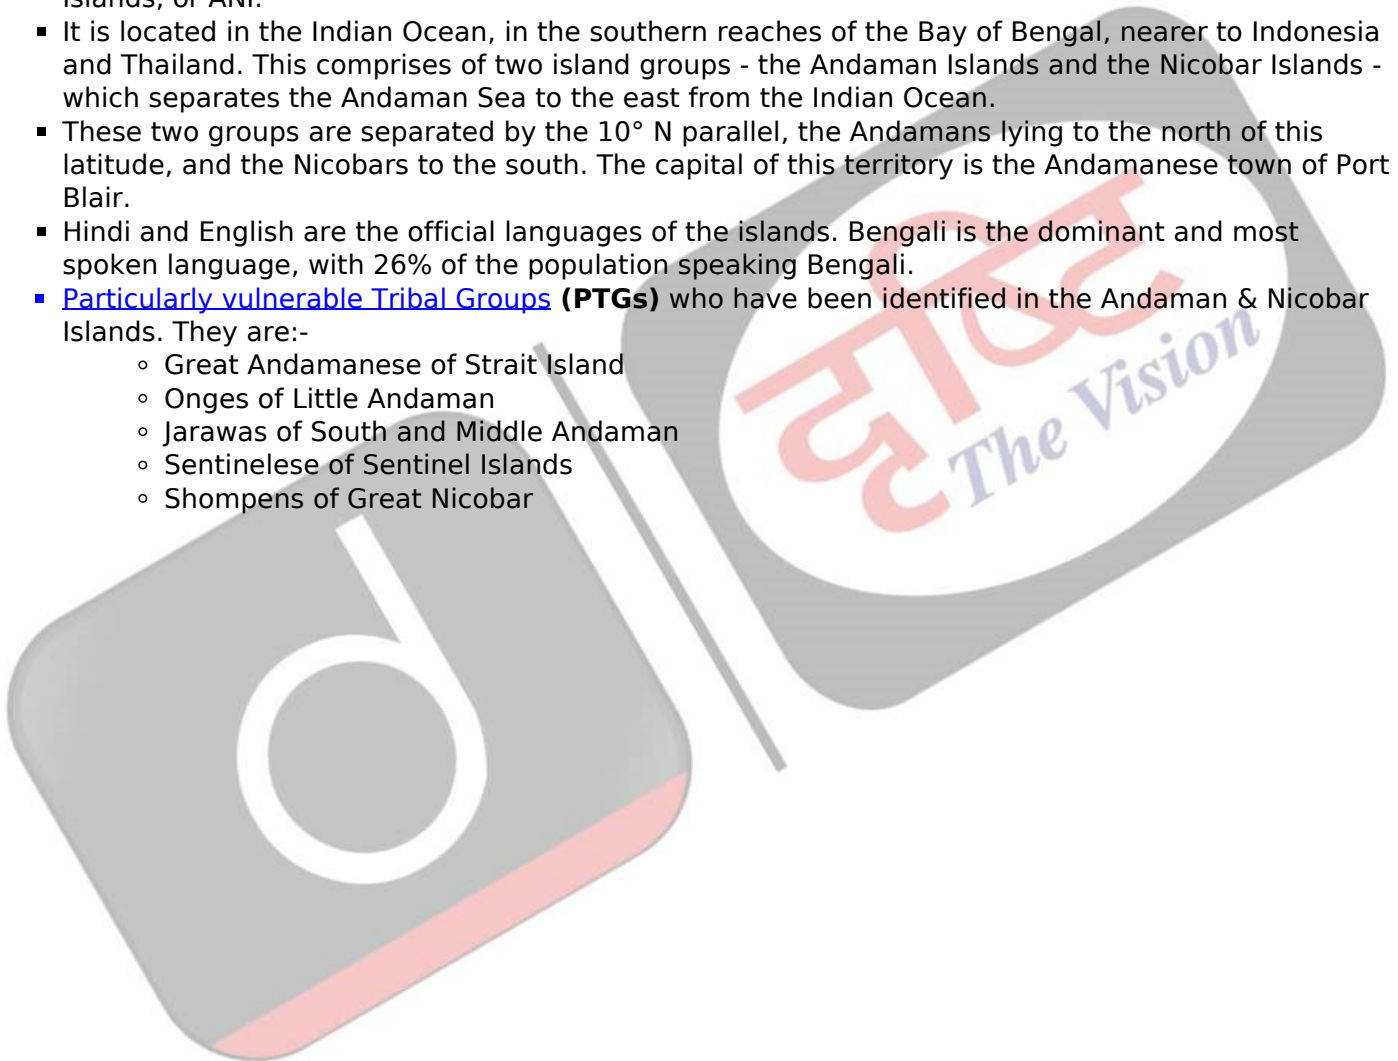 Islands, or ANI.
▪ It is located in the Indian Ocean, in the southern reaches of the Bay of Bengal, nearer to Indonesia
and Thailand. This comprises of two island groups - the Andaman Islands and the Nicobar Islands -
which separates the Andaman Sea to the east from the Indian Ocean.
▪ These two groups are separated by the 10° N parallel, the Andamans lying to the north of this
latitude, and the Nicobars to the south. The capital of this territory is the Andamanese town of Port
Blair.
▪ Hindi and English are the official languages of the islands. Bengali is the dominant and most
spoken language, with 26% of the population speaking Bengali.
▪ Particularly vulnerable Tribal Groups (PTGs) who have been identified in the Andaman & Nicobar
Islands. They are:-
◦ Great Andamanese of Strait Island
◦ Onges of Little Andaman
◦ Jarawas of South and Middle Andaman
◦ Sentinelese of Sentinel Islands
◦ Shompens of Great Nicobar
दृष्टि
The Vision
d